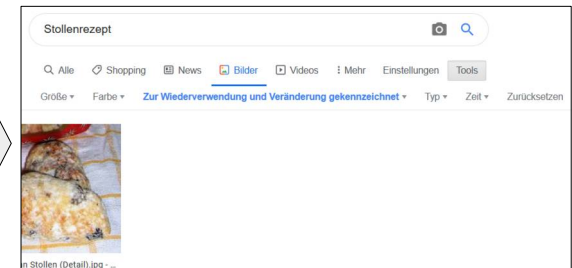 Stollenrezept
Alle Shopping News Bilder Videos Mehr Einstellungen Tools
Größe Farbe Zur Wiederverwendung und Veränderung gekennzeichnet Typ Zeit Zurücksetzen
n Stollen (Detail).jpg - ...